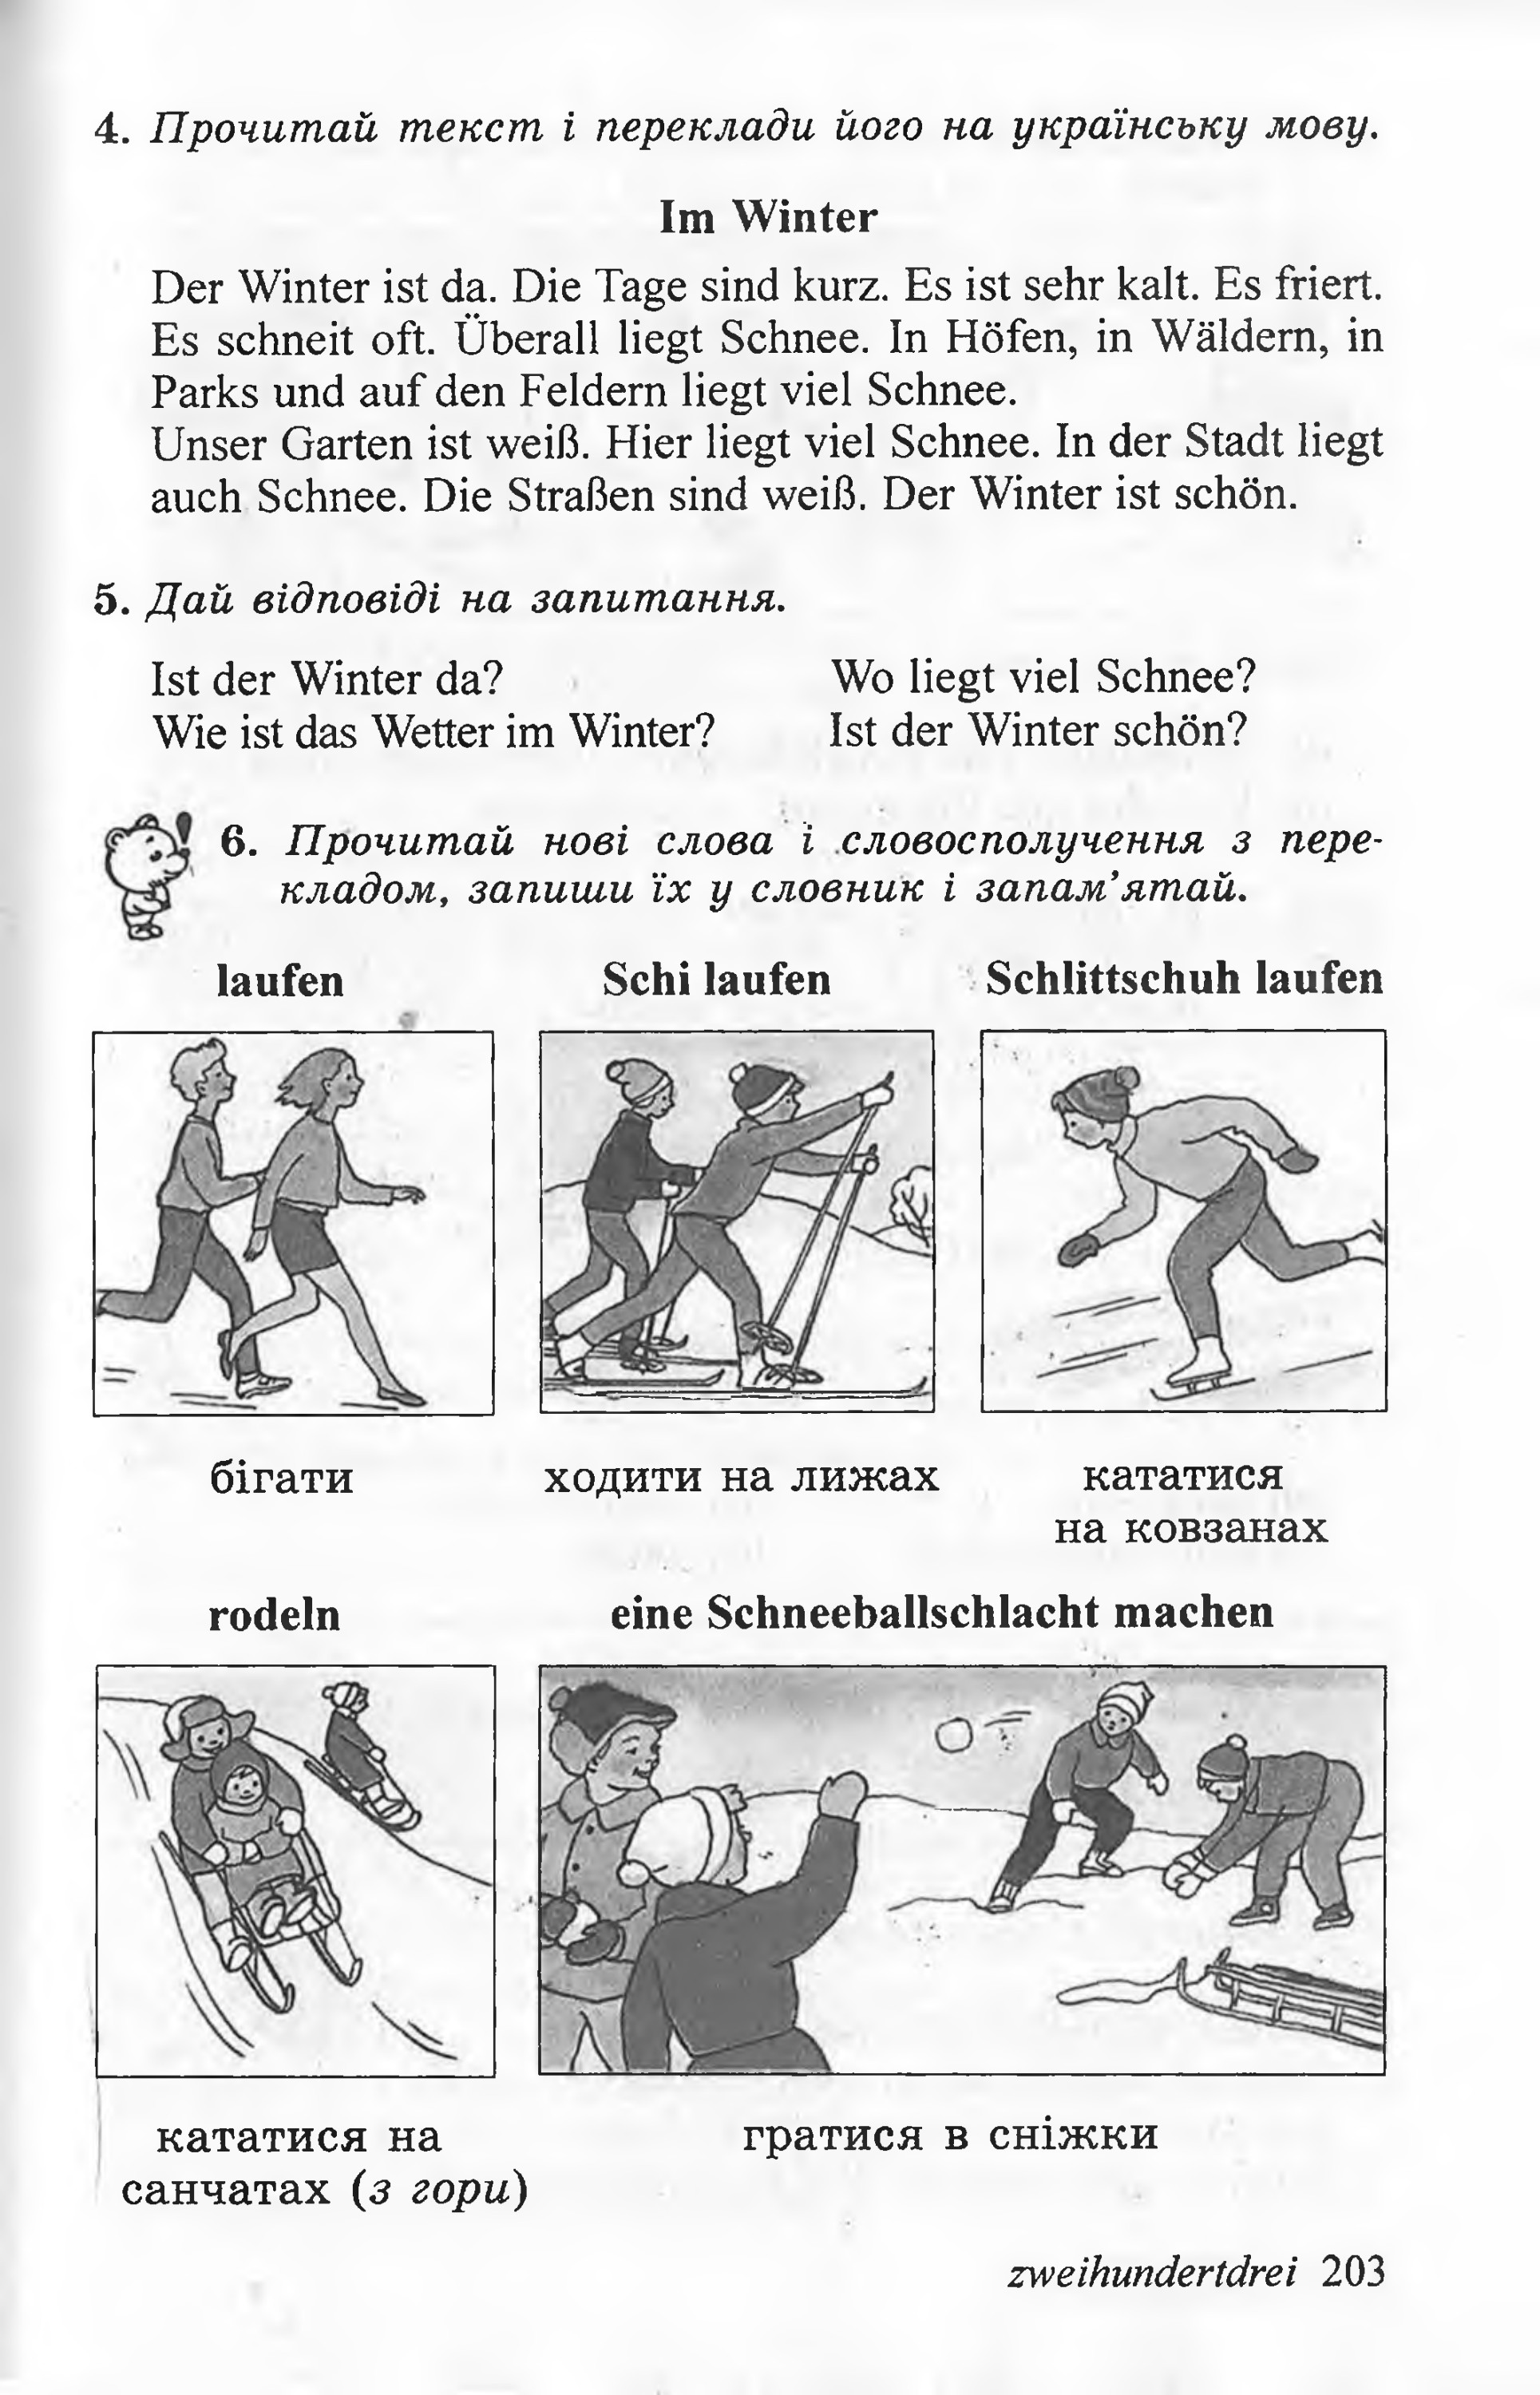 4. Прочитай текст і переклади його на українську мову.
Im Winter
Der Winter ist da. Die Tage sind kurz. Es ist sehr kalt. Es friert.
Es schneit oft. Überall liegt Schnee. In Höfen, in Wäldern, in
Parks und auf den Feldern liegt viel Schnee.
Unser Garten ist weiß. Hier liegt viel Schnee. In der Stadt liegt
auch Schnee. Die Straßen sind weiß. Der Winter ist schön.
5. Дай відповіді на запитання.
Ist der Winter da? Wo liegt viel Schnee?
Wie ist das Wetter im Winter? Ist der Winter schön?
6. Прочитай нові слова і словосполучення з пере-
кладом, запиши їх у словник і запам’ятай.
laufen Schi laufen Schlittschuh laufen
бігати ходити на лижах кататися
на ковзанах
rodeln eine Schneeballschlacht machen
кататися на гратися в сніжки
санчатах (з гори)
zweihundertdrei 203